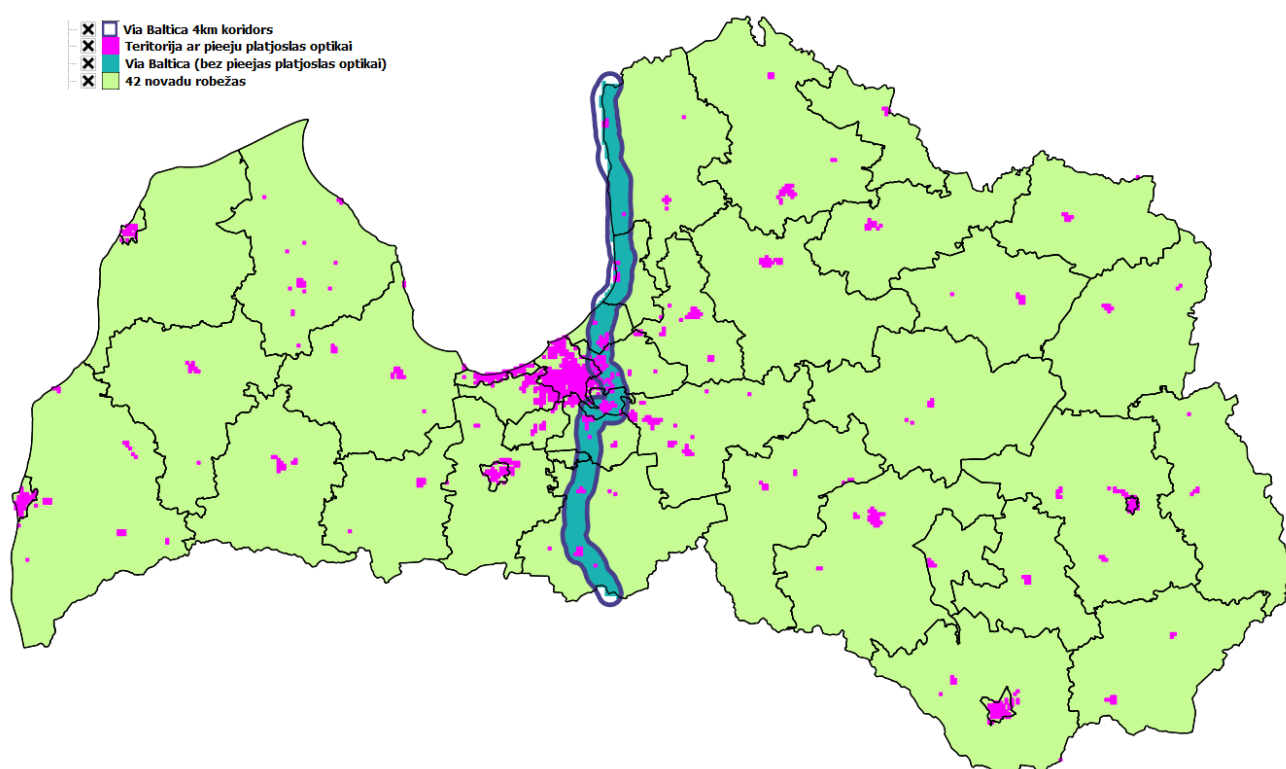 Via Baltica 4km koridors
Teritorija ar pieeju platjoslas optikai
Via Baltica (bez pieejas platjoslas optikai)
42 novadu robežas